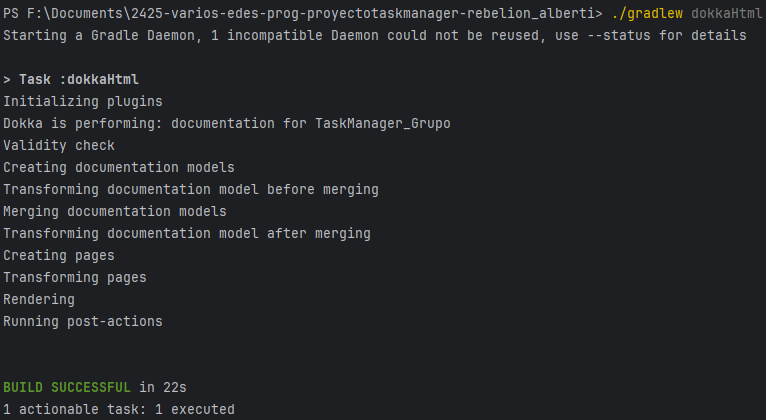 PS F:\Documents\2425-varios-edes-prog-proyectotaskmanager-rebelion_alberti> ./gradlew dokkaHtml
Starting a Gradle Daemon, 1 incompatible Daemon could not be reused, use --status for details
> Task :dokkaHtml
Initializing plugins
Dokka is performing: documentation for TaskManager_Grupo
Validity check
Creating documentation models
Transforming documentation model before merging
Merging documentation models
Transforming documentation model after merging
Creating pages
Transforming pages
Rendering
Running post-actions
BUILD SUCCESSFUL in 22s
1 actionable task: 1 executed